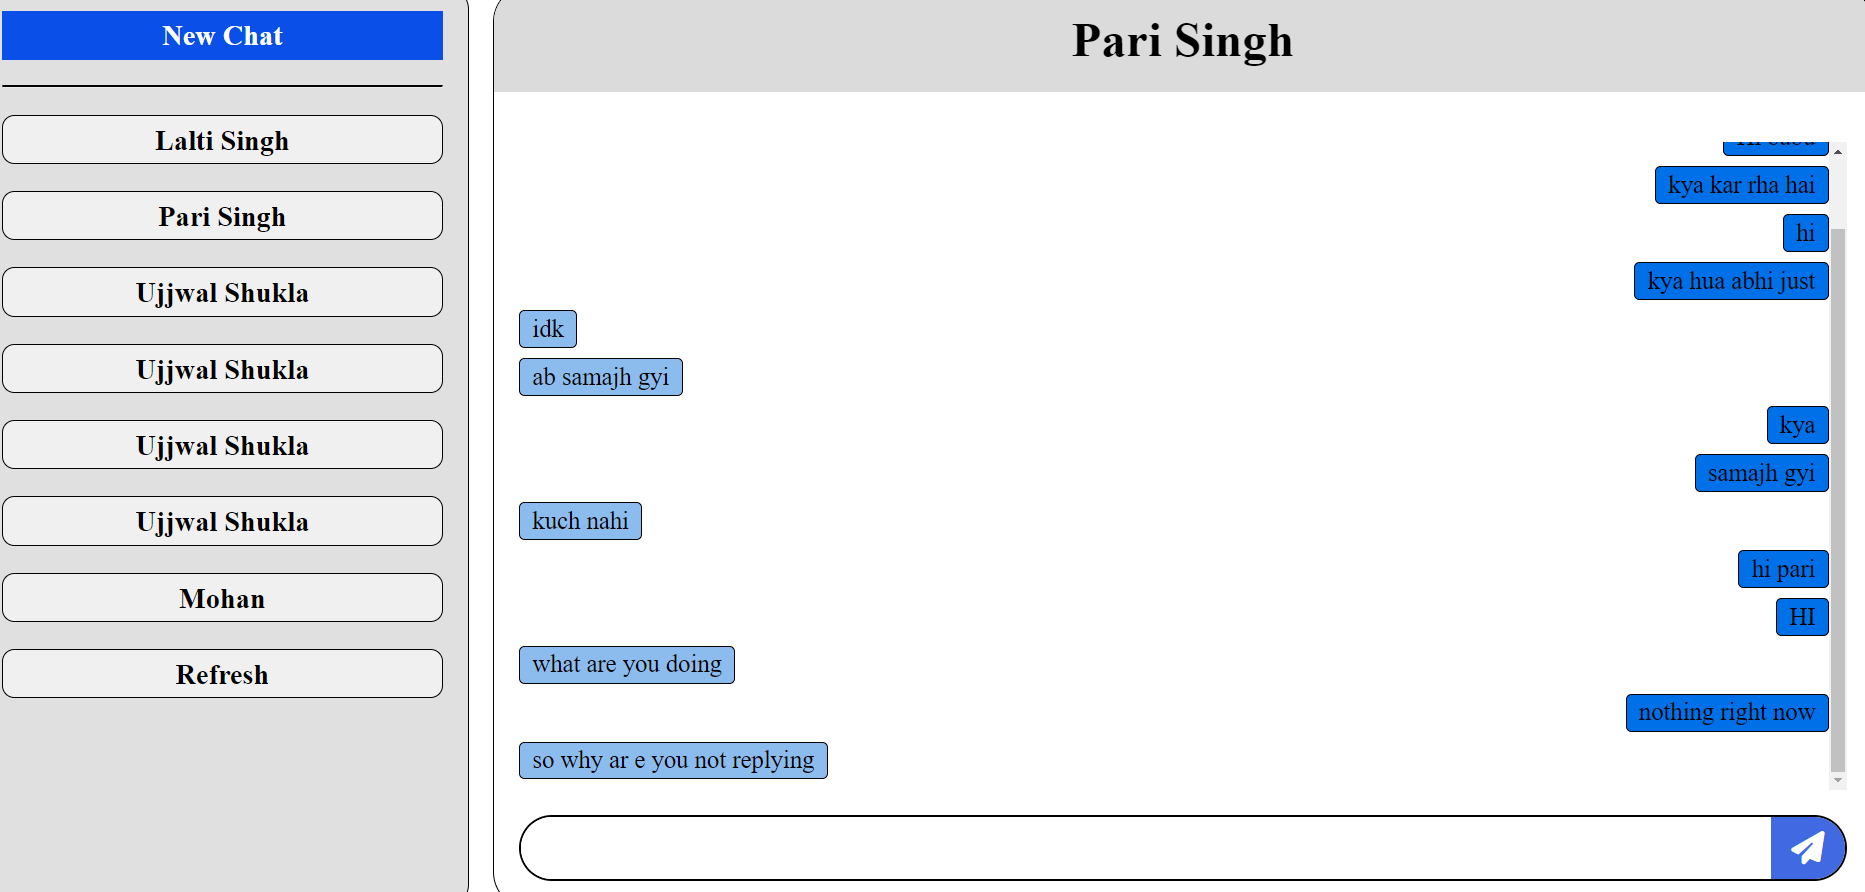 New Chat
Lalti Singh
Pari Singh
Ujjwal Shukla
Ujjwal Shukla
Ujjwal Shukla
Ujjwal Shukla
Mohan
Refresh
Pari Singh
kya kar rha hai
hi
kya hua abhi just
idk
ab samajh gyi
kya
samajh gyi
kuch nahi
hi pari
HI
what are you doing
nothing right now
so why ar e you not replying